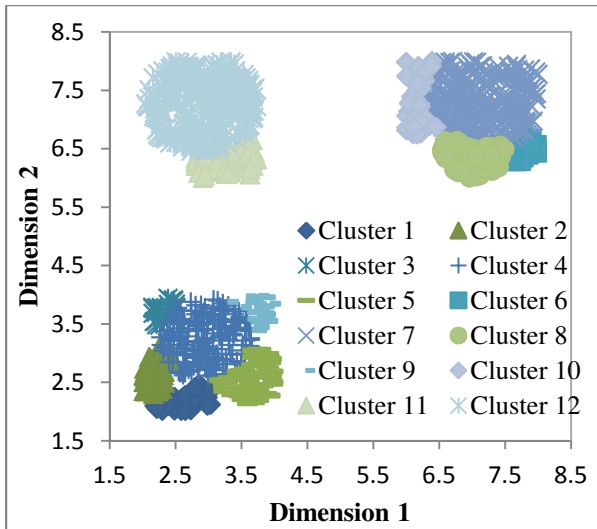 8.5
7.5
6.5
5.5
4.5
3.5
2.5
1.5
Dimension 2
Cluster 1 Cluster 2
Cluster 3 Cluster 4
Cluster 5 Cluster 6
Cluster 7 Cluster 8
Cluster 9 Cluster 10
Cluster 11 Cluster 12
1.5 2.5 3.5 4.5 5.5 6.5 7.5 8.5
Dimension 1